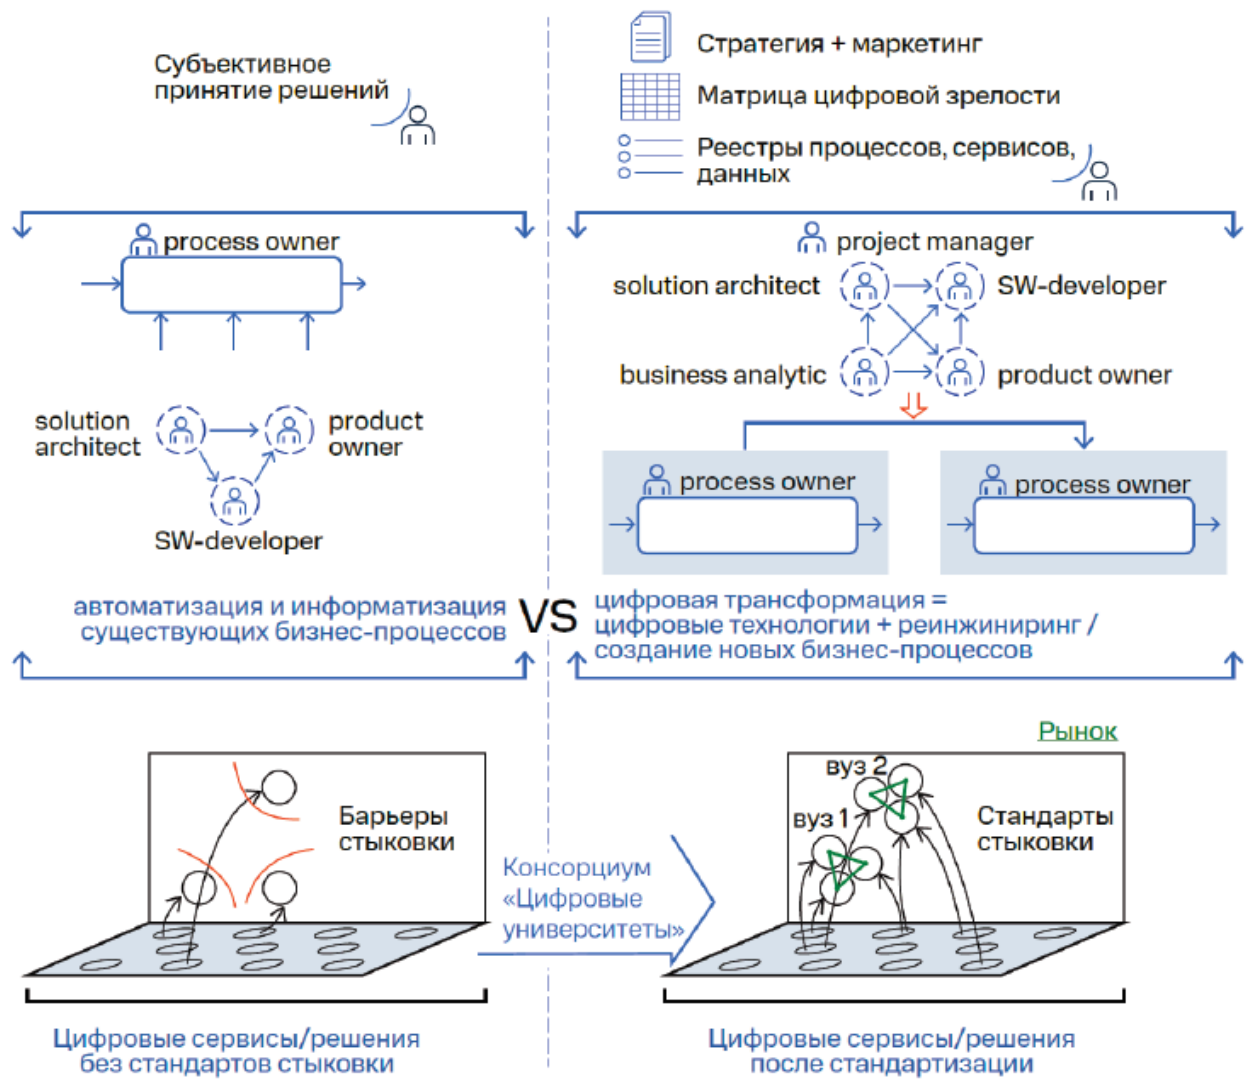 Субъективное
принятие решений
process owner
solution
architect
product
owner
SW-developer
автоматизация и информатизация
существующих бизнес-процессов
VS
Стратегия + маркетинг
Матрица цифровой зрелости
Реестры процессов, сервисов,
данных
project manager
solution architect
SW-developer
business analytic
product owner
process owner
process owner
цифровая трансформация =
цифровые технологии + реинжиниринг /
создание новых бизнес-процессов
Барьеры
стыковки
Консорциум
«Цифровые
университеты»
Рынок
вуз 2
вуз 1
Стандарты
стыковки
Цифровые сервисы/решения
без стандартов стыковки
Цифровые сервисы/решения
после стандартизации